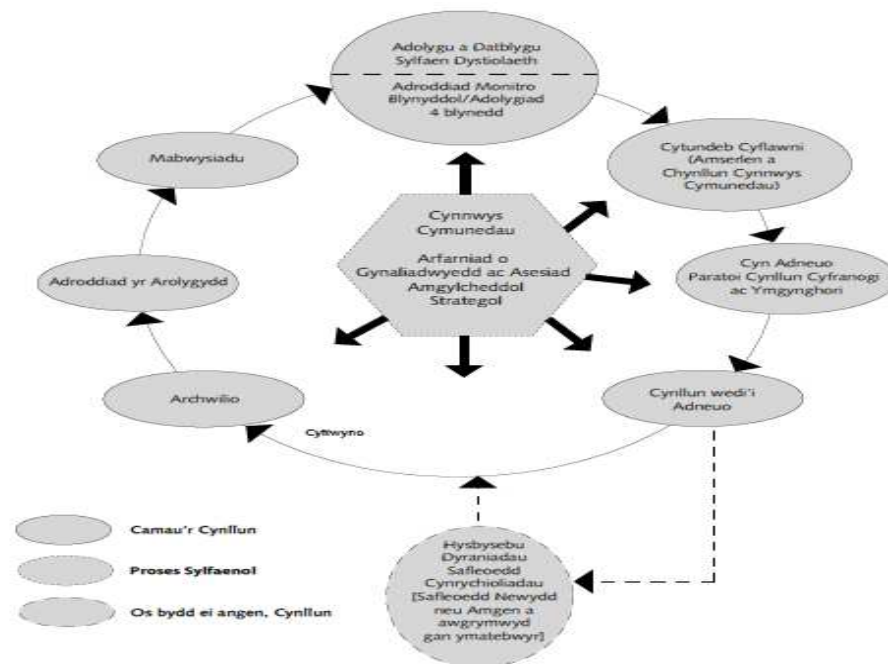 Adolygu a Datblygu
Sylfaen Dystiolaeth
Adroddiad Monitro
Blynyddol/Adolygiad
4 blynedd
Mabwysiadu
Cytundeb Cyflawni
(Amserlen a
Chynllun Cynnwys
Cymunedau)
Cynnwys
Cymunedau
Arfarniad o
Gynaliadwyedd ac Asesiad
Amgylcheddol
Strategol
Adroddiad yr Arolygydd
Cyn Adneuo
Paratoi Cynllun Cyfranogi
ac Ymgynghori
Archwilio
Cynllun wedi'i
Adneuo
Cyflwyno
Hysbysebu
Dyraniadau
Safleoedd
Cynrychioliadau
[Safleoedd Newydd
neu Amgen a
awgrymwyd
gan ymatebwyr]
Camau'r Cynllun
Proses Sylfaenol
Os bydd ei angen, Cynllun